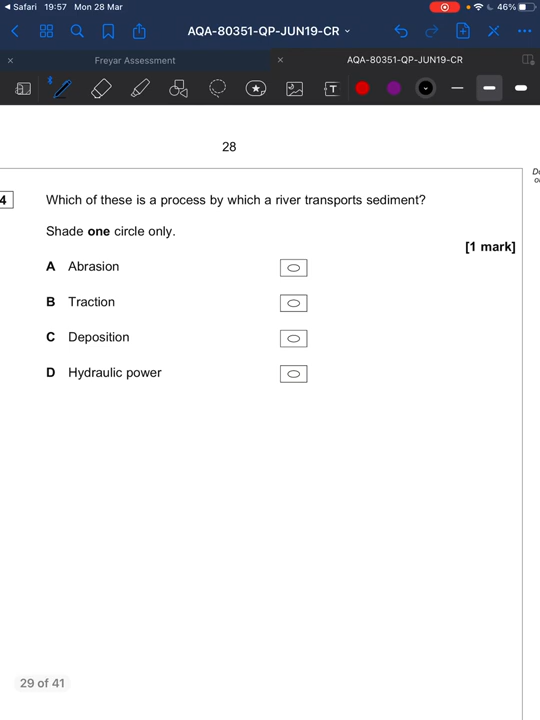 Safari 19:57 Mon 28 Mar 46%
AQA-80351-QP-JUN19-CR
Freyar Assessment
AQA-80351-QP-JUN19-CR
28
4 Which of these is a process by which a river transports sediment?
Shade one circle only.
[1 mark]
A Abrasion
B Traction
C Deposition
D Hydraulic power
29 of 41